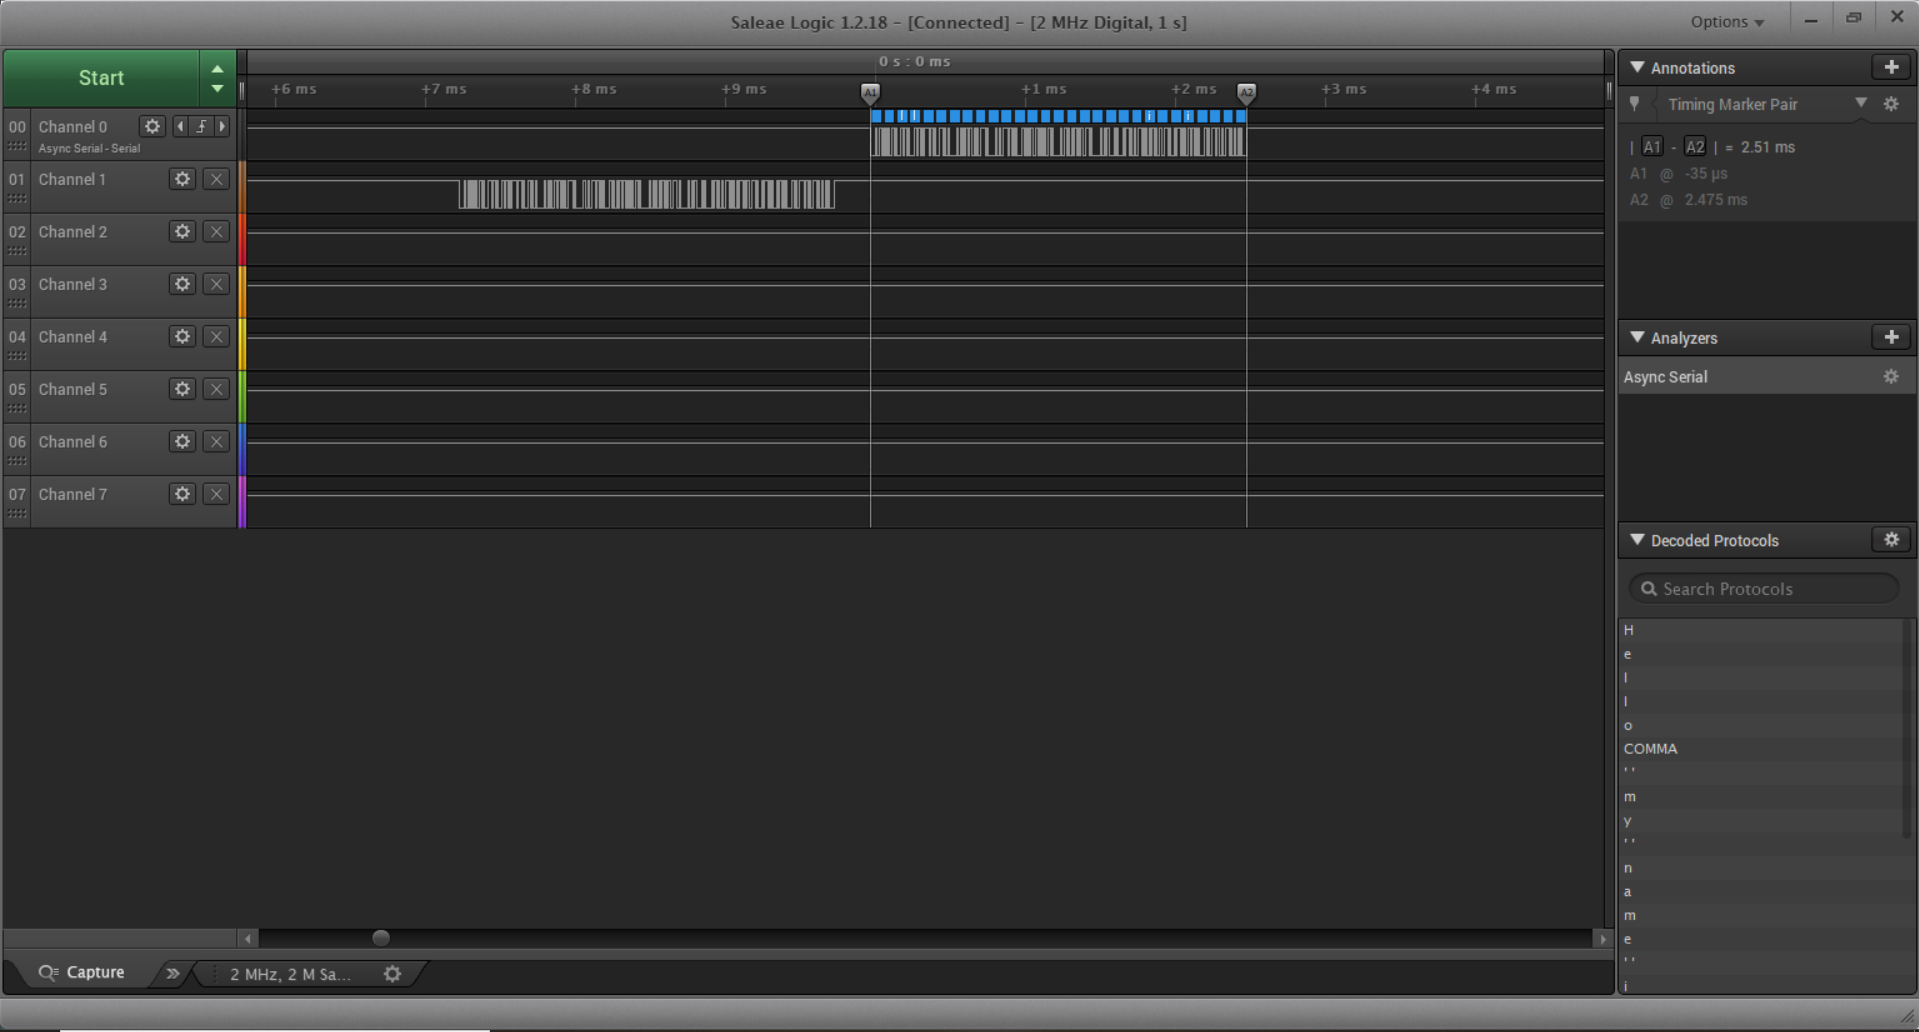 Saleae Logic 1.2.18 - [Connected] - [2 MHz Digital, 1 s]
Options
Start
0 s : 0 ms
+6 ms +7 ms +8 ms +9 ms +1 ms +2 ms +3 ms +4 ms
A1 A2
00 Channel 0
Async Serial - Serial
01 Channel 1
02 Channel 2
03 Channel 3
04 Channel 4
05 Channel 5
06 Channel 6
07 Channel 7
Annotations
Timing Marker Pair
| A1 - A2 | = 2.51 ms
A1 @ -35 µs
A2 @ 2.475 ms
Analyzers
Async Serial
Decoded Protocols
Search Protocols
H
e
l
l
o
COMMA
' '
m
y
' '
n
a
m
e
' '
i
Capture
2 MHz, 2 M Sa...